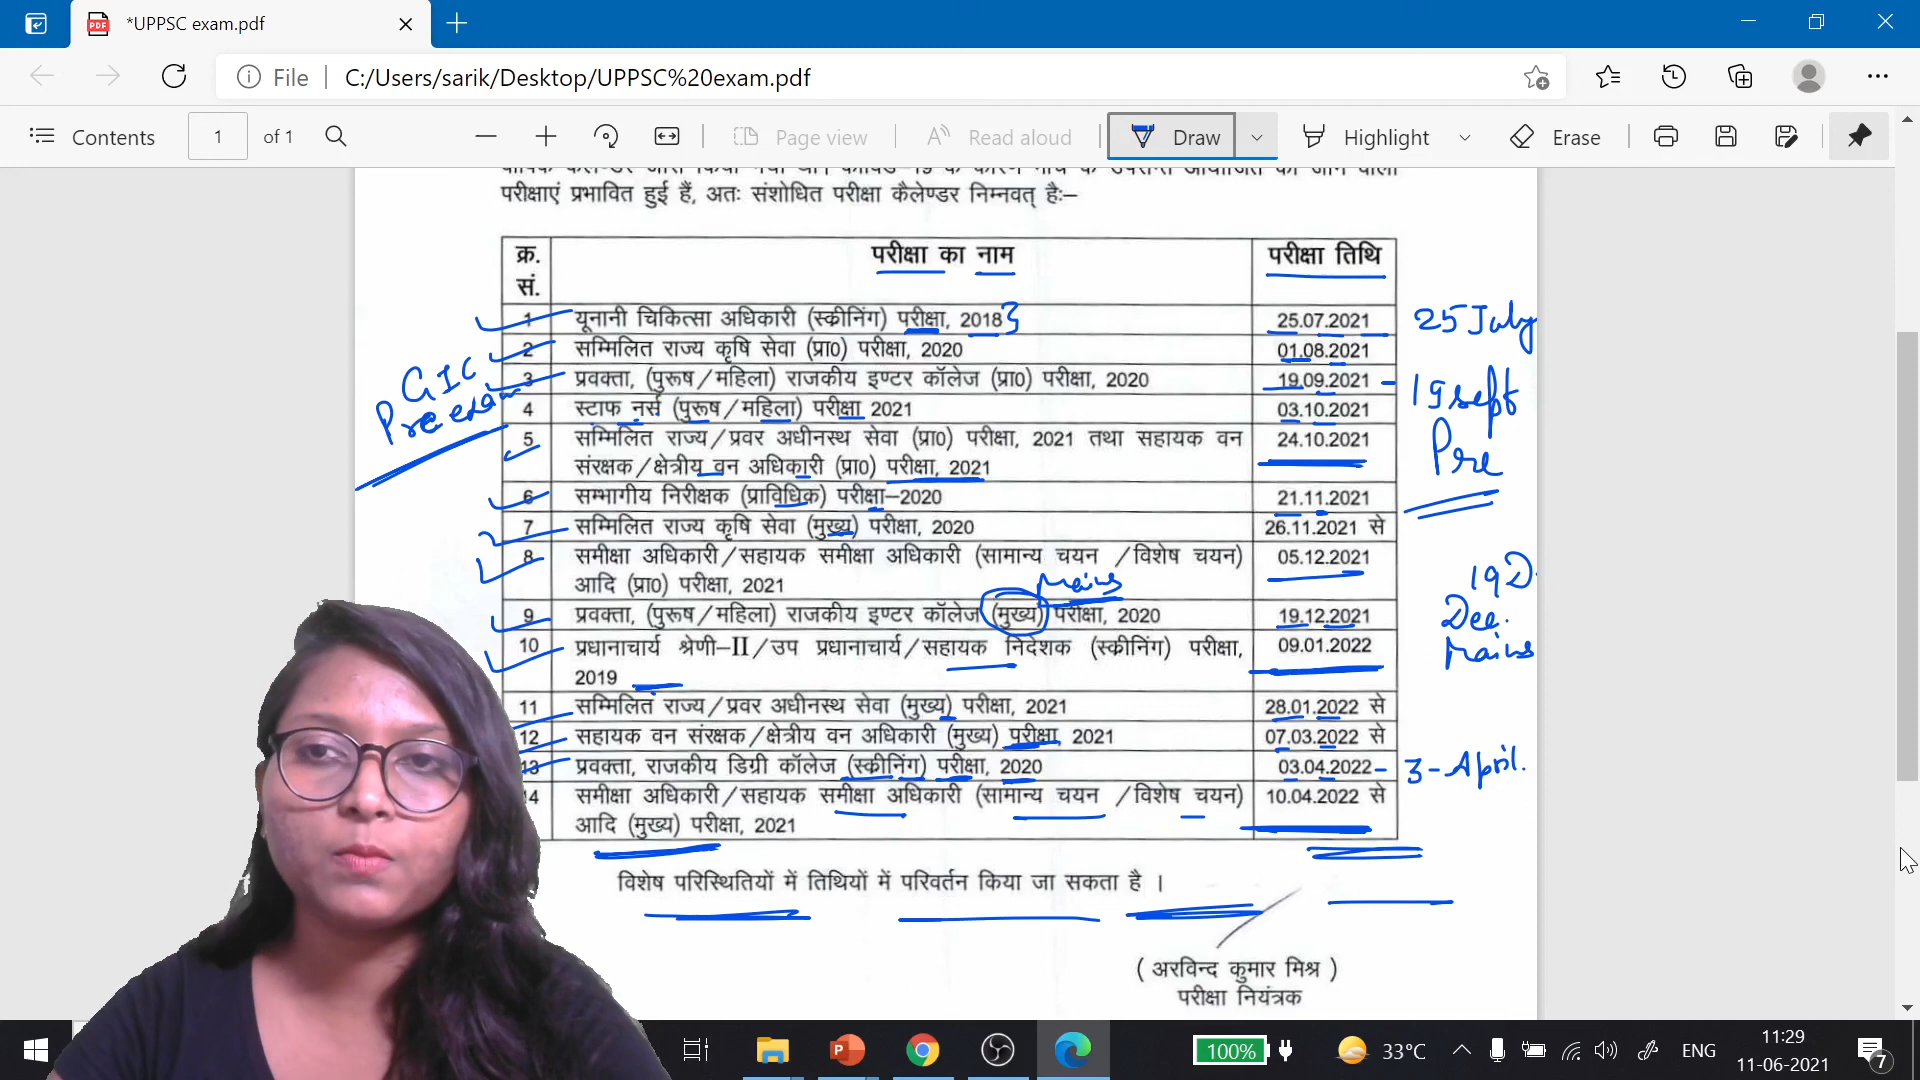 *UPPSC exam.pdf
File | C:/Users/sarik/Desktop/UPPSC%20exam.pdf
Contents 1 of 1 Page view Read aloud Draw Highlight Erase
परीक्षाएं प्रभावित हुई हैं, अतः संशोधित परीक्षा कैलेण्डर निम्नवत् हैः–
क्र. सं. परीक्षा का नाम परीक्षा तिथि
1 यूनानी चिकित्सा अधिकारी (स्क्रीनिंग) परीक्षा, 2018 25.07.2021 25 July
2 सम्मिलित राज्य कृषि सेवा (प्रा0) परीक्षा, 2020 01.08.2021
GIC
Pre exam
3 प्रवक्ता, (पुरूष/महिला) राजकीय इण्टर कॉलेज (प्रा0) परीक्षा, 2020 19.09.2021 – 19 sept
Pre
4 स्टाफ नर्स (पुरूष/महिला) परीक्षा 2021 03.10.2021
5 सम्मिलित राज्य/प्रवर अधीनस्थ सेवा (प्रा0) परीक्षा, 2021 तथा सहायक वन 24.10.2021
संरक्षक/क्षेत्रीय वन अधिकारी (प्रा0) परीक्षा, 2021
6 सम्भागीय निरीक्षक (प्राविधिक) परीक्षा–2020 21.11.2021
7 सम्मिलित राज्य कृषि सेवा (मुख्य) परीक्षा, 2020 26.11.2021 से
8 समीक्षा अधिकारी/सहायक समीक्षा अधिकारी (सामान्य चयन /विशेष चयन) 05.12.2021
आदि (प्रा0) परीक्षा, 2021
Mains
9 प्रवक्ता, (पुरूष/महिला) राजकीय इण्टर कॉलेज (मुख्य) परीक्षा, 2020 19.12.2021
19 D
Dec.
Mains
10 प्रधानाचार्य श्रेणी–II/उप प्रधानाचार्य/सहायक निदेशक (स्क्रीनिंग) परीक्षा, 09.01.2022
2019
11 सम्मिलित राज्य/प्रवर अधीनस्थ सेवा (मुख्य) परीक्षा, 2021 28.01.2022 से
12 सहायक वन संरक्षक/क्षेत्रीय वन अधिकारी (मुख्य) परीक्षा, 2021 07.03.2022 से
13 प्रवक्ता, राजकीय डिग्री कॉलेज (स्क्रीनिंग) परीक्षा, 2020 03.04.2022 – 3-April.
14 समीक्षा अधिकारी/सहायक समीक्षा अधिकारी (सामान्य चयन /विशेष चयन) 10.04.2022 से
आदि (मुख्य) परीक्षा, 2021
विशेष परिस्थितियों में तिथियों में परिवर्तन किया जा सकता है ।
( अरविन्द कुमार मिश्र )
परीक्षा नियंत्रक
100% 33°C ENG 11:29
11-06-2021 7